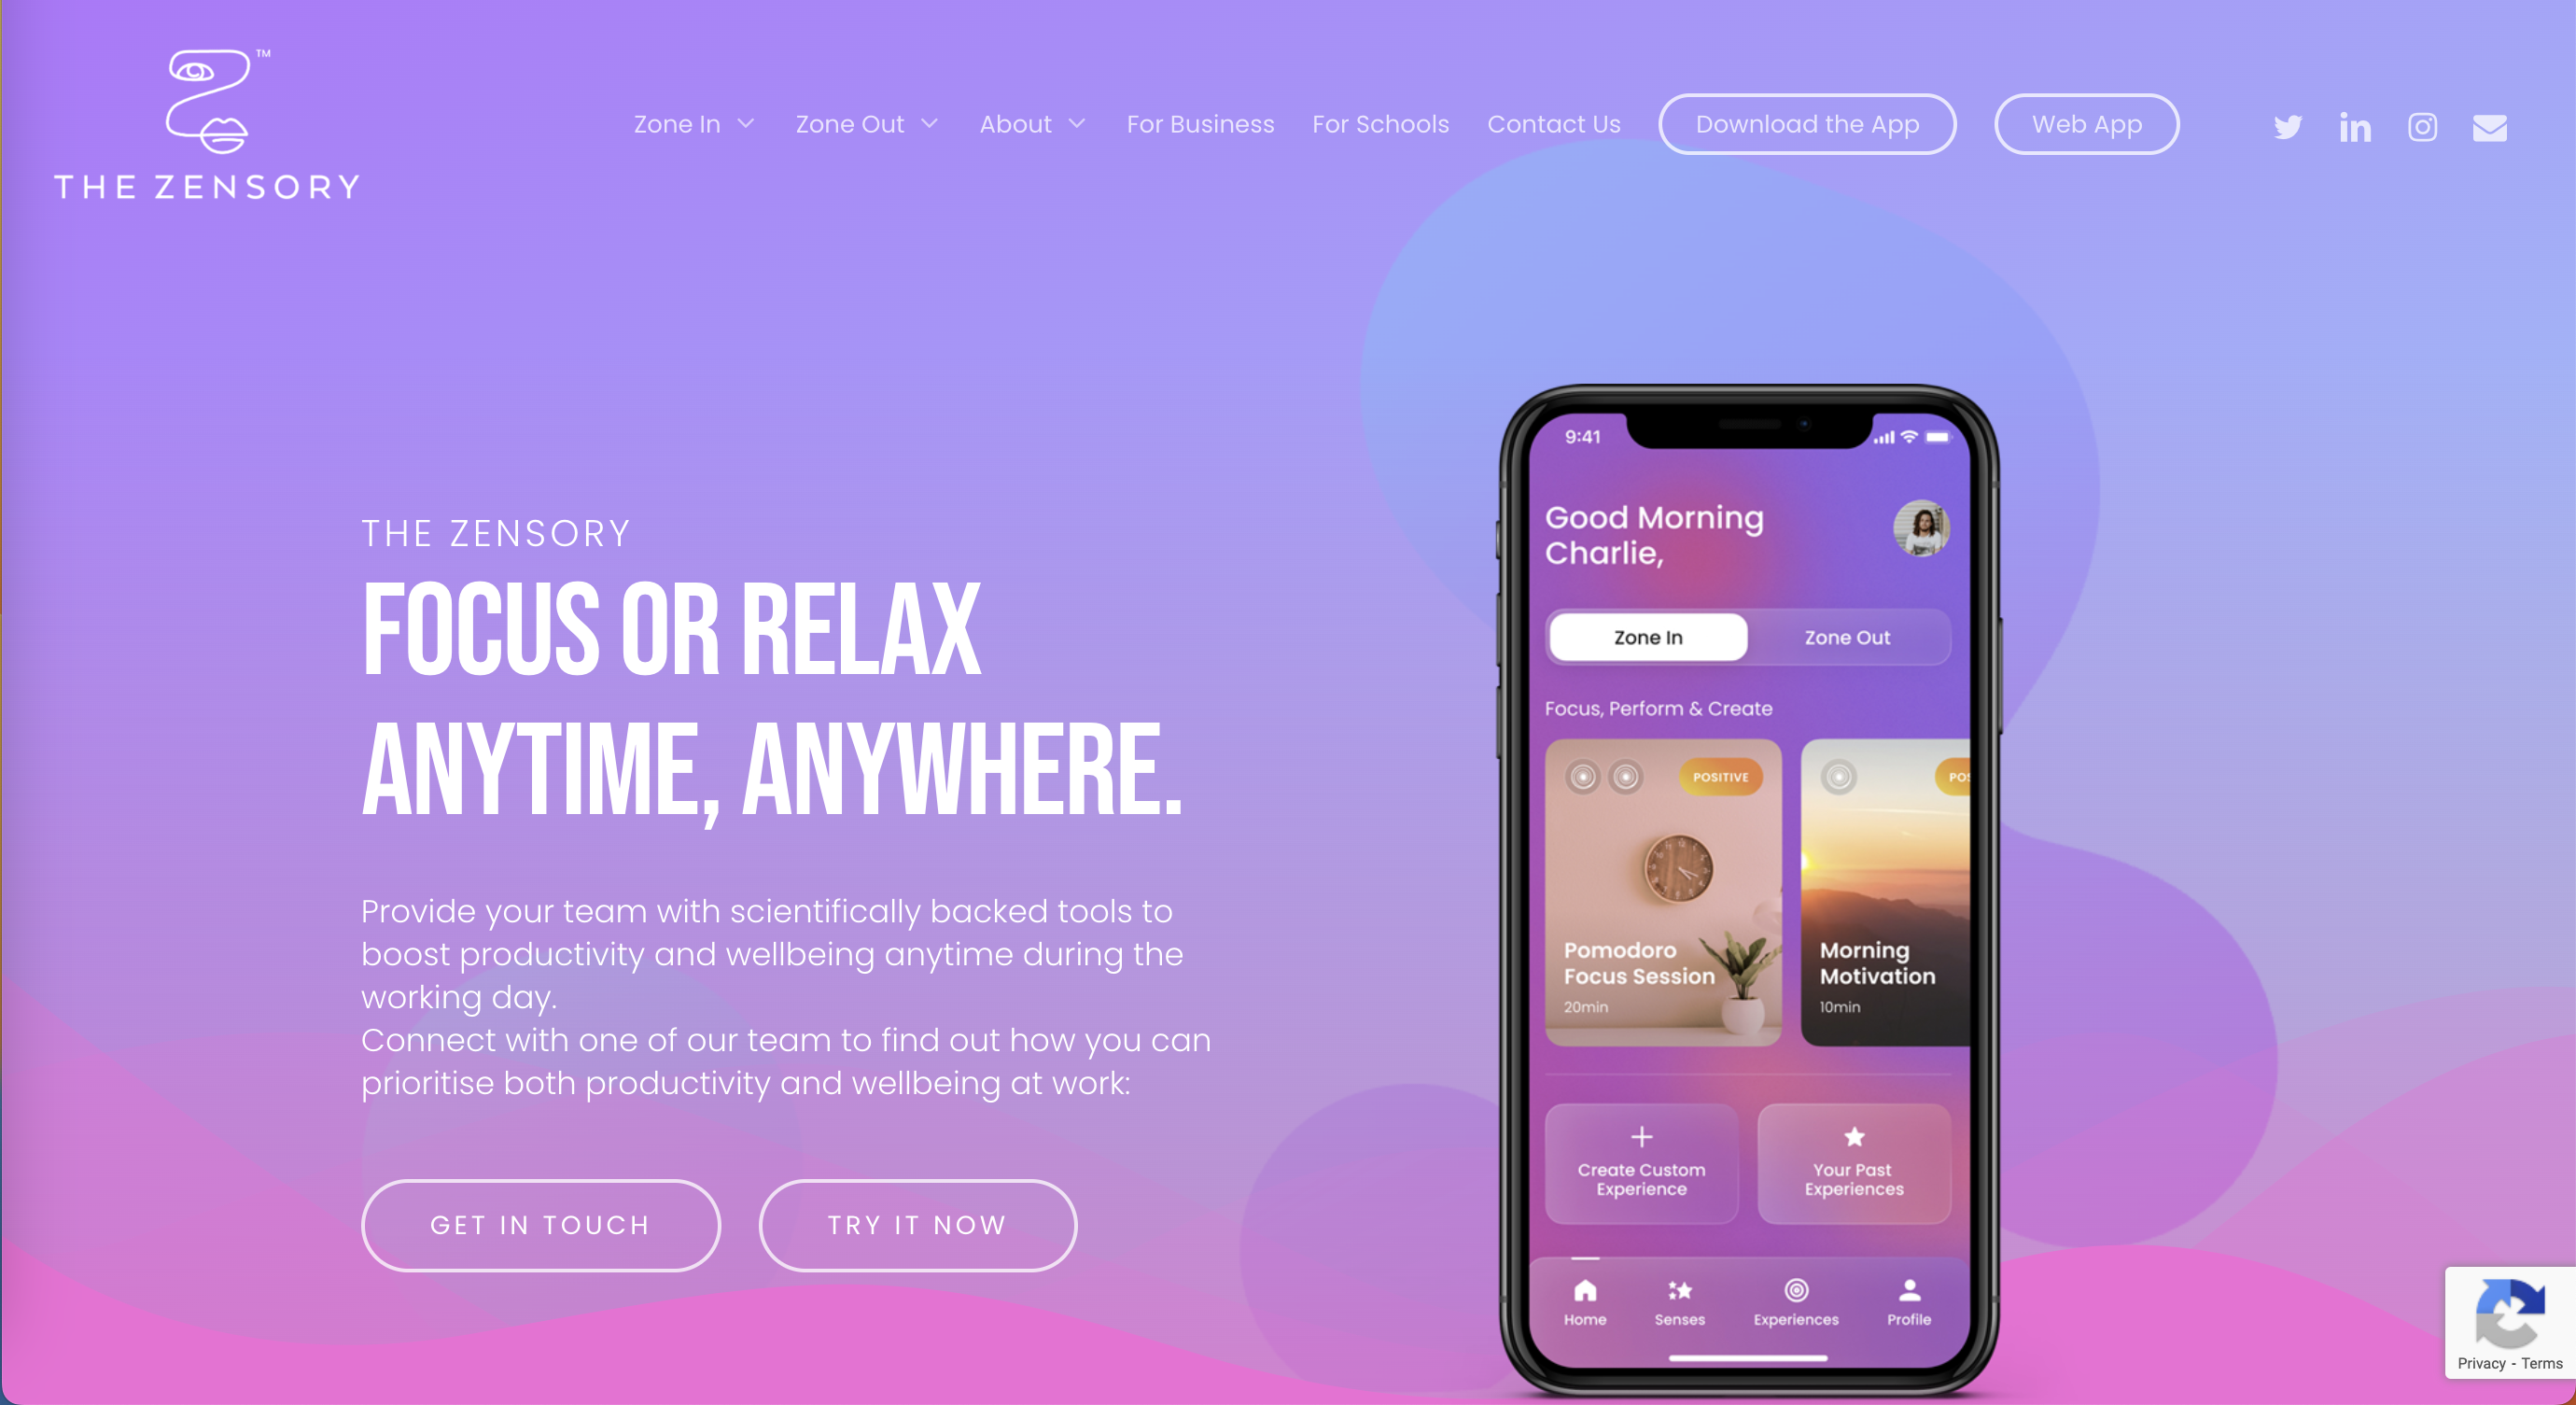 TM
THE ZENSORY
Zone In
Zone Out
About
For Business
For Schools
Contact Us
Download the App
Web App
THE ZENSORY
FOCUS OR RELAX
ANYTIME, ANYWHERE.
Provide your team with scientifically backed tools to
boost productivity and wellbeing anytime during the
working day.
Connect with one of our team to find out how you can
prioritise both productivity and wellbeing at work:
GET IN TOUCH
TRY IT NOW
9:41
Good Morning
Charlie,
Zone In
Zone Out
Focus, Perform & Create
POSITIVE
Pomodoro
Focus Session
20min
POS
Morning
Motivation
10min
Create Custom
Experience
Your Past
Experiences
Home
Senses
Experiences
Profile
Privacy - Terms